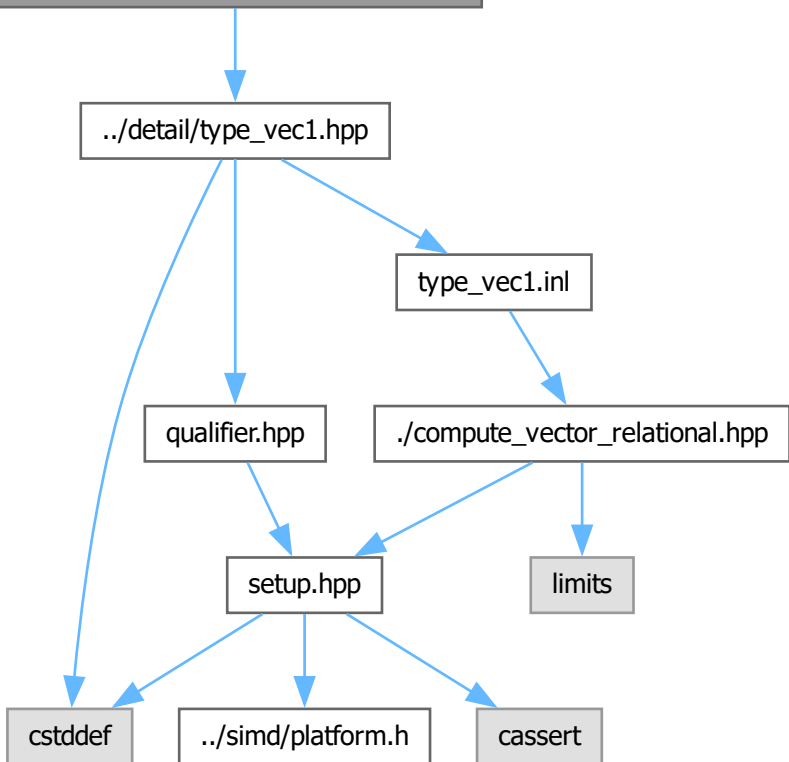 ../detail/type_vec1.hpp
type_vec1.inl
qualifier.hpp
./compute_vector_relational.hpp
setup.hpp
limits
cstddef
../simd/platform.h
cassert